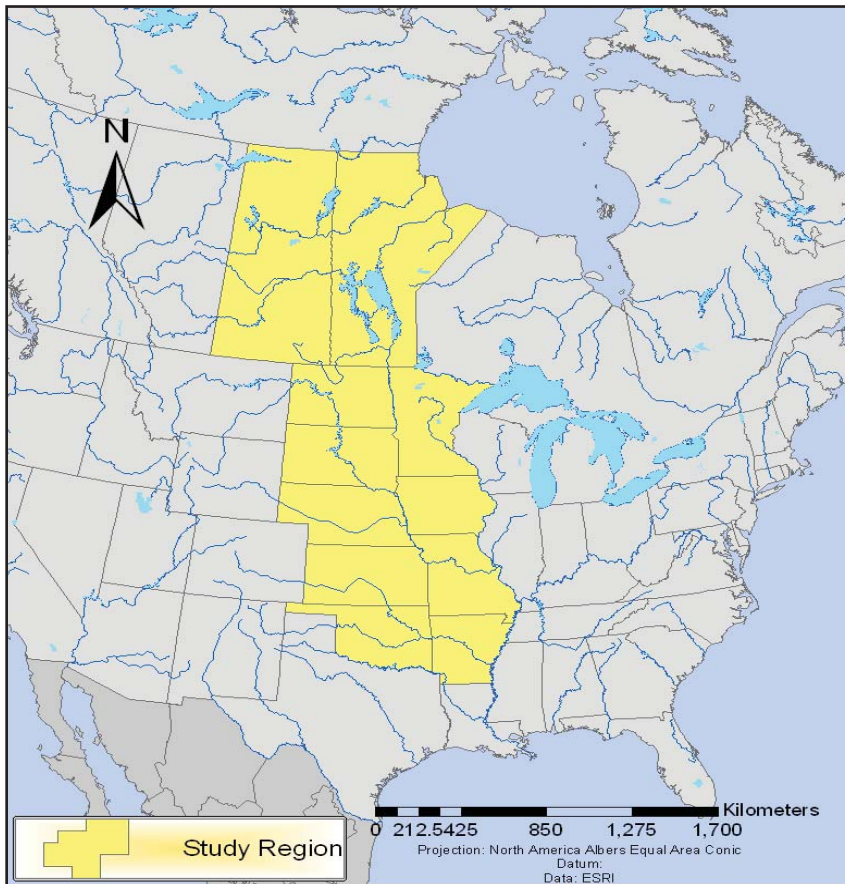 N
Study Region
Kilometers
0 212.5425 850 1,275 1,700
Projection: North America Albers Equal Area Conic
Datum:
Data: ESRI